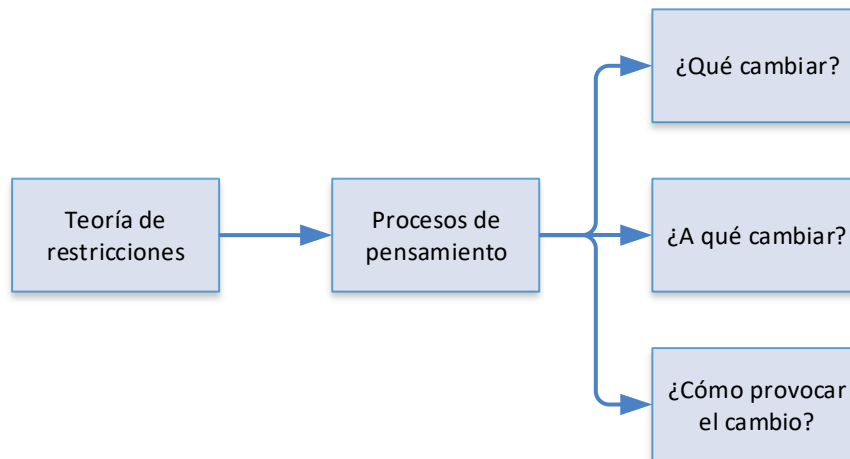 ¿Qué cambiar?
Teoría de
restricciones
Procesos de
pensamiento
¿A qué cambiar?
¿Cómo provocar
el cambio?